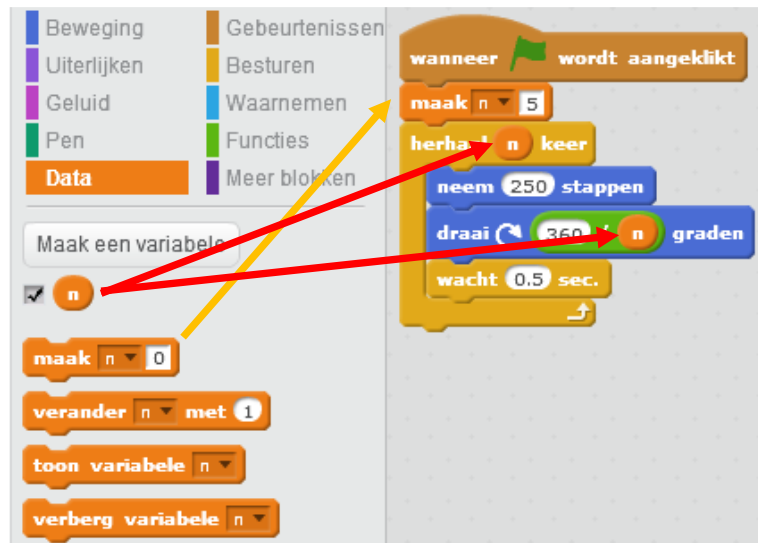 Beweging
Gebeurtenissen
Uiterlijken
Besturen
Geluid
Waarnemen
Pen
Functies
Data
Meer blokken
Maak een variabele
n
maak n 0
verander n met 1
toon variabele n
verberg variabele n
wanneer wordt aangeklikt
maak n 5
herhaal n keer
neem 250 stappen
draai 360 / n graden
wacht 0.5 sec.